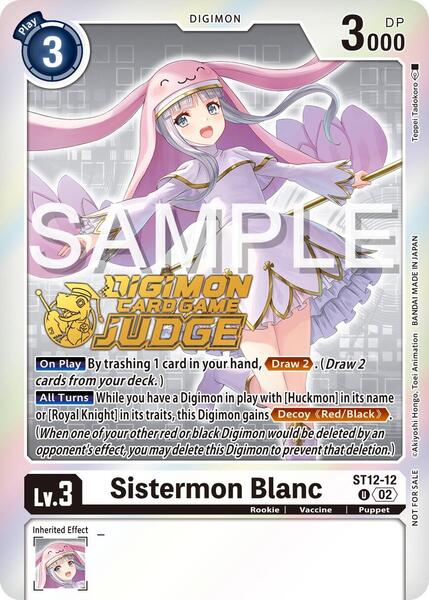 Play
3
DIGIMON
3000 DP
Teppei Tadokoro
SAMPLE
DIGIMON
CARD GAME
JUDGE
BANDAI MADE IN JAPAN
©Akiyoshi Hongo, Toei Animation
NOT FOR SALE
On Play By trashing 1 card in your hand, Draw 2. (Draw 2
cards from your deck.)
All Turns While you have a Digimon in play with [Huckmon] in its name
or [Royal Knight] in its traits, this Digimon gains Decoy《Red/Black》.
(When one of your other red or black Digimon would be deleted by an
opponent's effect, you may delete this Digimon to prevent that deletion.)
Lv.3
Sistermon Blanc
ST12-12
U 02
Rookie | Vaccine | Puppet
Inherited Effect
–